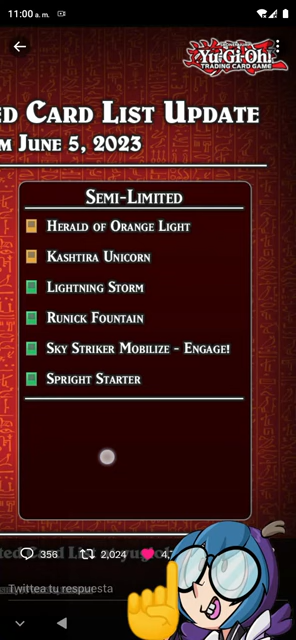 11:00 a. m.
Yu-Gi-Oh!
TRADING CARD GAME
ED CARD LIST UPDATE
M JUNE 5, 2023
SEMI-LIMITED
HERALD OF ORANGE LIGHT
KASHTIRA UNICORN
LIGHTNING STORM
RUNICK FOUNTAIN
SKY STRIKER MOBILIZE - ENGAGE!
SPRIGHT STARTER
356 2,024
Twittea tu respuesta